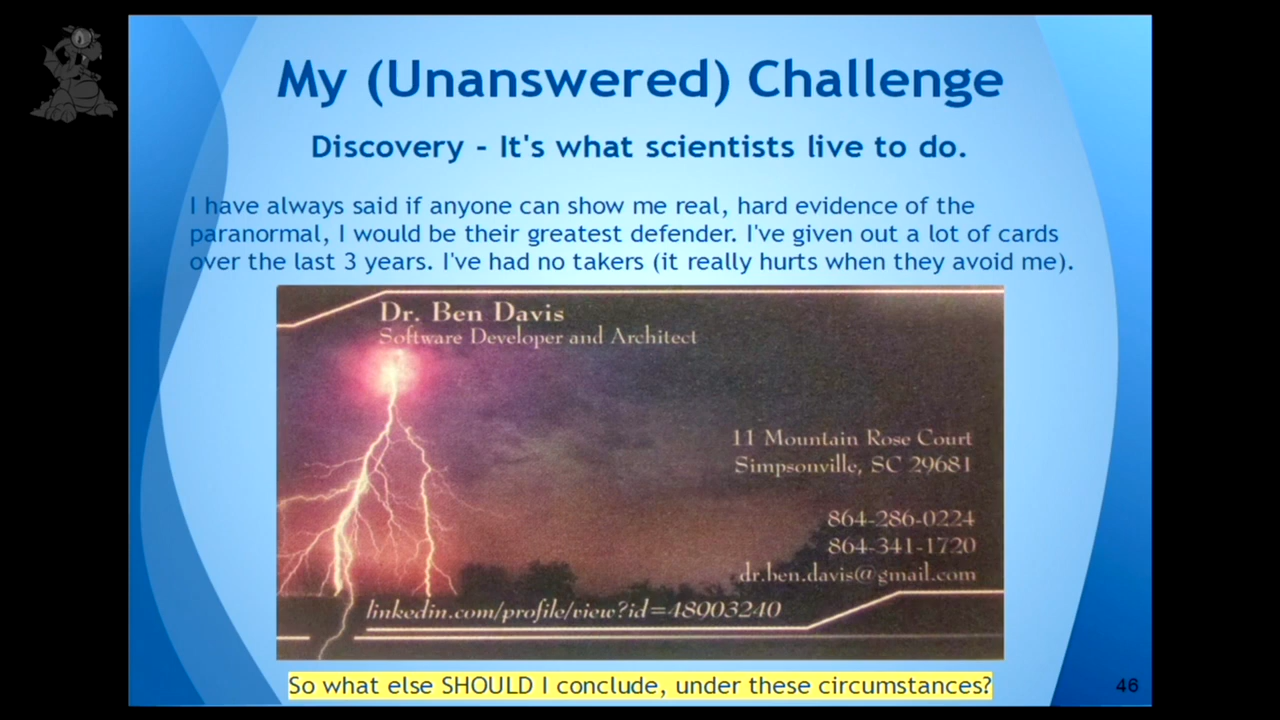 My (Unanswered) Challenge
Discovery - It's what scientists live to do.
I have always said if anyone can show me real, hard evidence of the
paranormal, I would be their greatest defender. I've given out a lot of cards
over the last 3 years. I've had no takers (it really hurts when they avoid me).
Dr. Ben Davis
Software Developer and Architect
11 Mountain Rose Court
Simpsonville, SC 29681
864-286-0224
864-341-1720
dr.ben.davis@gmail.com
linkedin.com/profile/view?id=48903240
So what else SHOULD I conclude, under these circumstances?
46